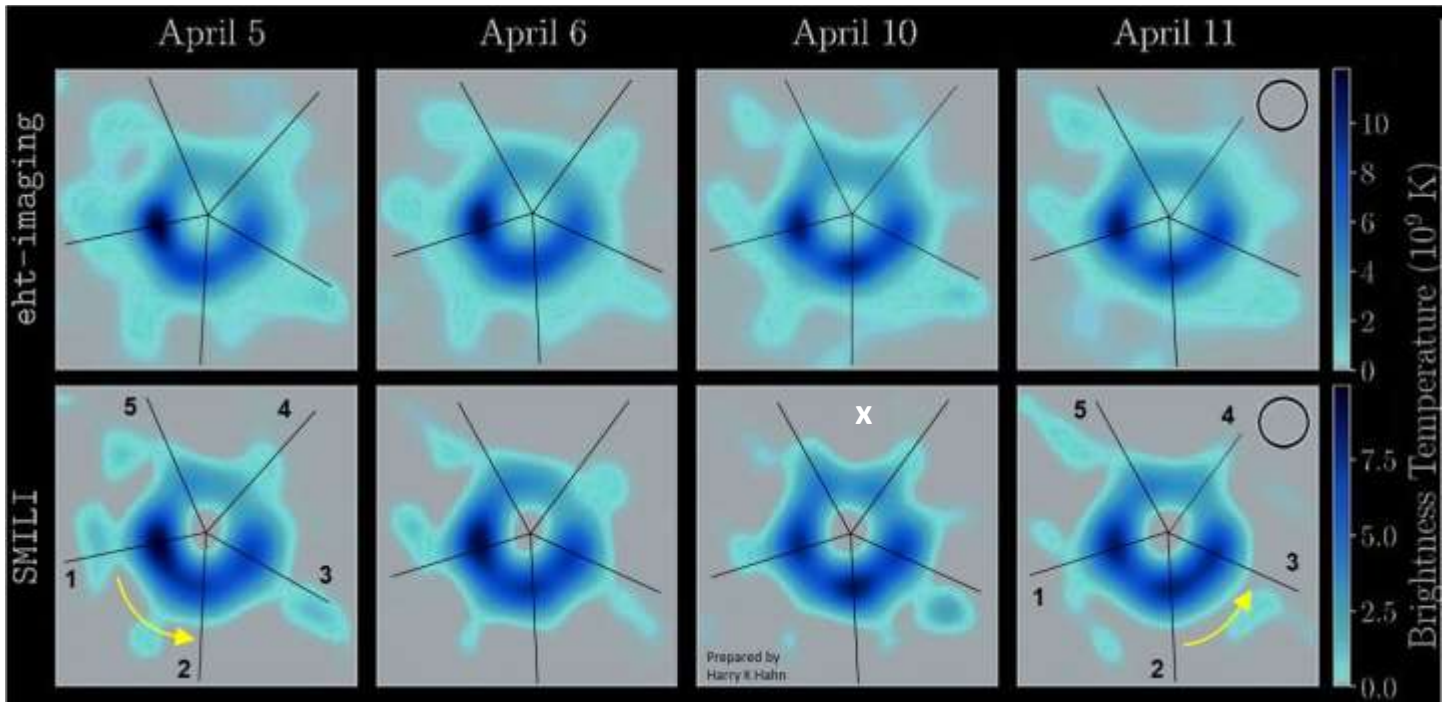 April 5
April 6
April 10
April 11
eht-imaging
10
8
6
4
2
0
Brightness Temperature (10⁹ K)
SMILI
5
4
1
3
2
X
Prepared by
Harry K Hahn
5
4
1
3
2
7.5
5.0
2.5
0.0